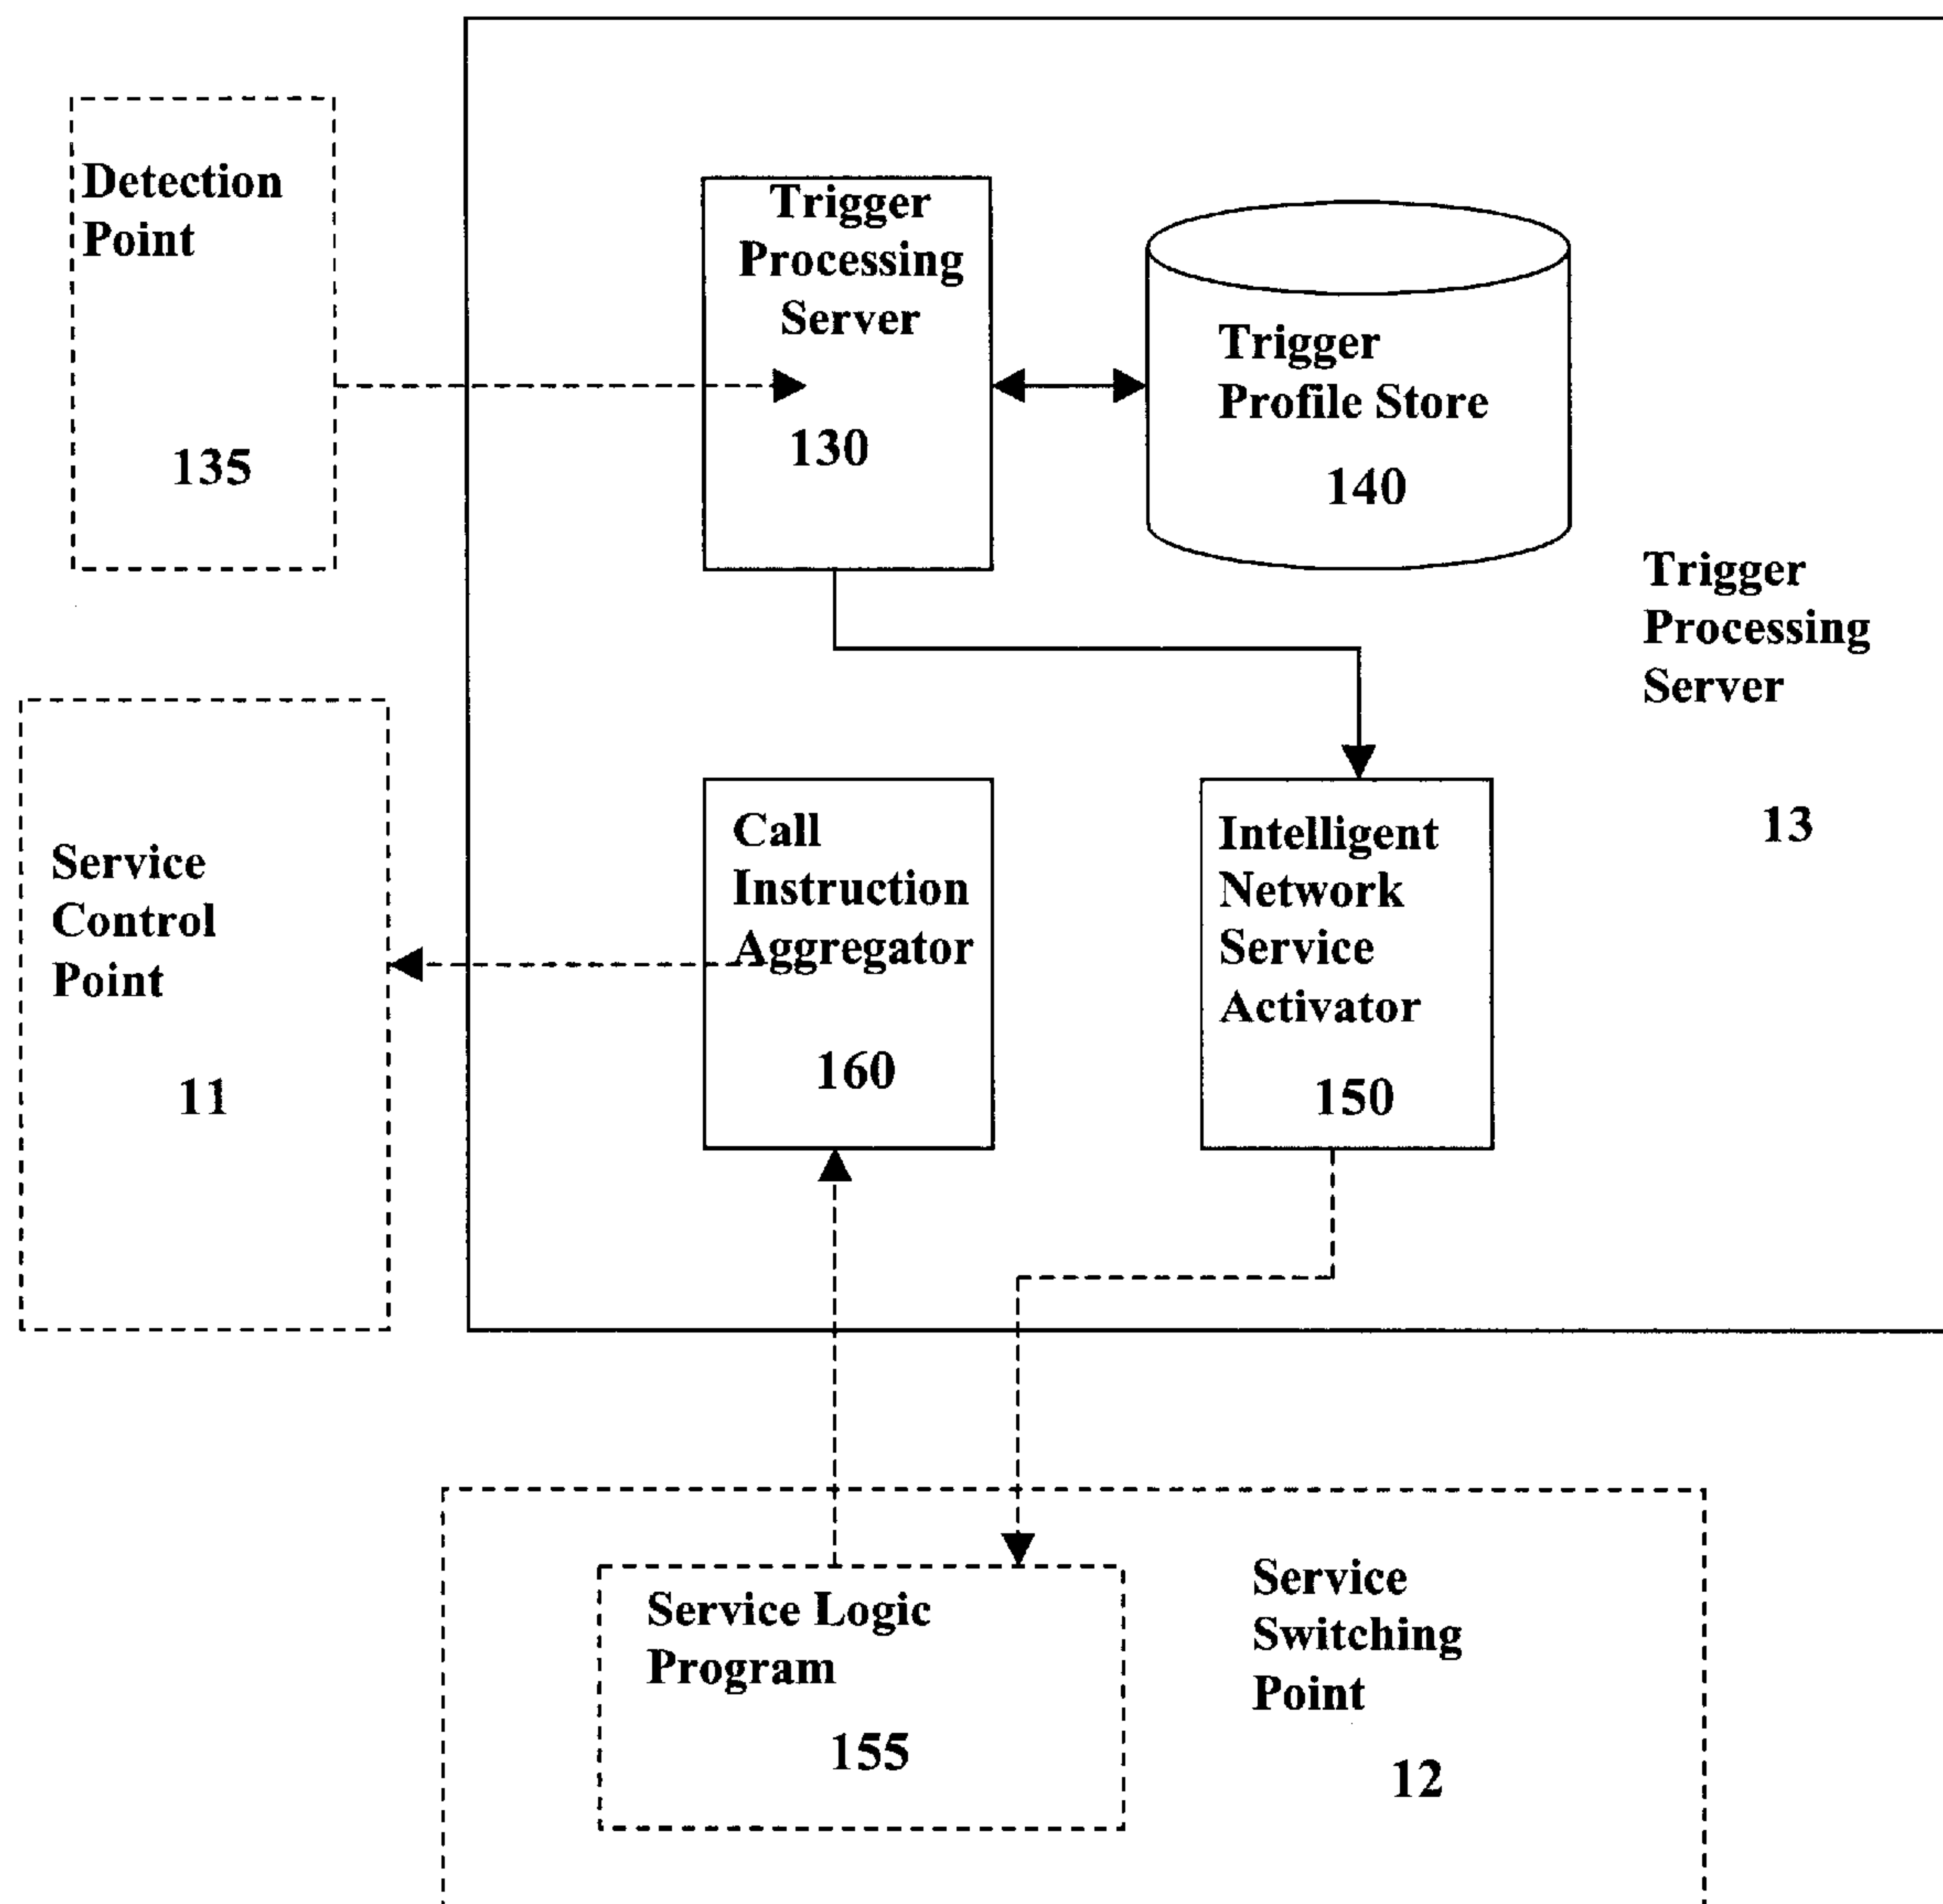 Detection
Point
135
Trigger
Processing
Server
130
Trigger
Profile Store
140
Trigger
Processing
Server
13
Service
Control
Point
11
Call
Instruction
Aggregator
160
Intelligent
Network
Service
Activator
150
Service Logic
Program
155
Service
Switching
Point
12